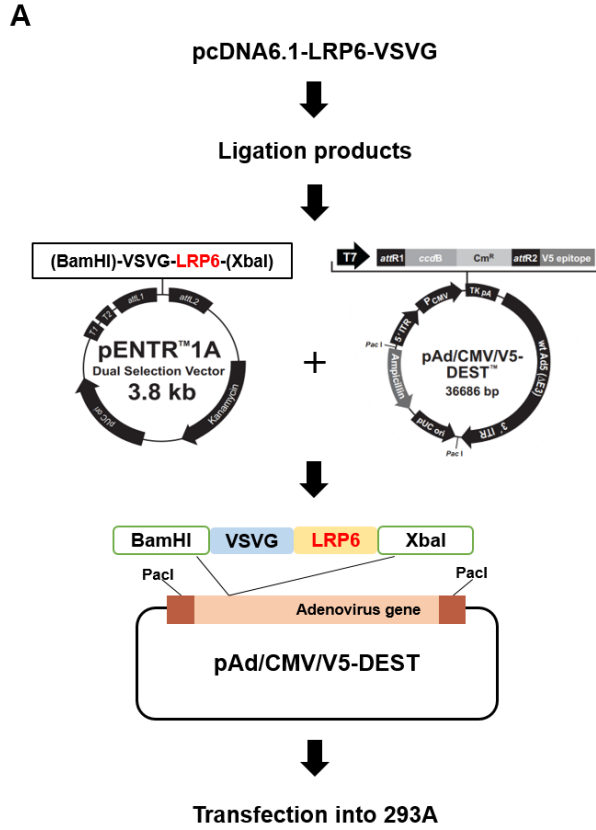 A
pcDNA6.1-LRP6-VSVG
Ligation products
(BamHI)-VSVG-LRP6-(XbaI)
T7
attR1
ccdB
CmR
attR2
V5 epitope
attL1
attL2
T2
T1
pENTR™1A
Dual Selection Vector
3.8 kb
Kanamycin
pUC ori
+
PCMV
TK pA
5' ITR
Pac I
Ampicillin
pUC ori
Pac I
3' ITR
wt Ad5 (ΔE3)
pAd/CMV/V5-
DEST™
36686 bp
BamHI
VSVG
LRP6
XbaI
PacI
PacI
Adenovirus gene
pAd/CMV/V5-DEST
Transfection into 293A